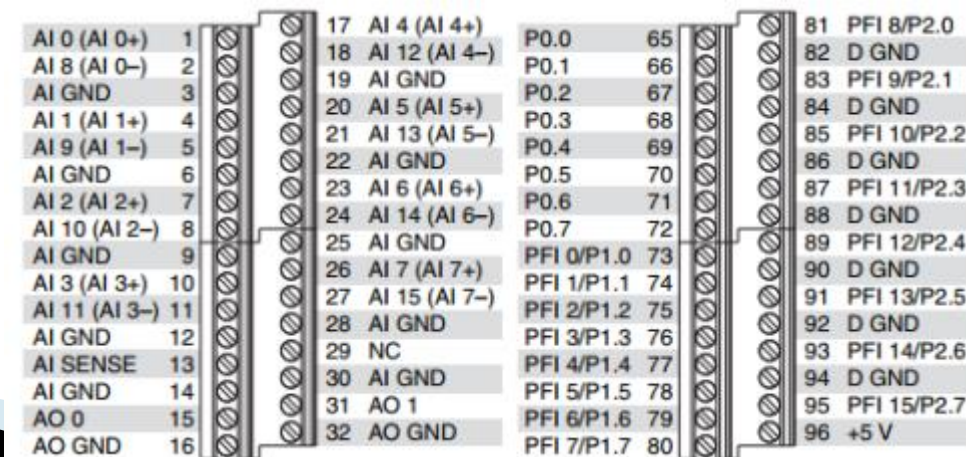 AI 0 (AI 0+) 1
AI 8 (AI 0–) 2
AI GND 3
AI 1 (AI 1+) 4
AI 9 (AI 1–) 5
AI GND 6
AI 2 (AI 2+) 7
AI 10 (AI 2–) 8
AI GND 9
AI 3 (AI 3+) 10
AI 11 (AI 3–) 11
AI GND 12
AI SENSE 13
AI GND 14
AO 0 15
AO GND 16
17 AI 4 (AI 4+)
18 AI 12 (AI 4–)
19 AI GND
20 AI 5 (AI 5+)
21 AI 13 (AI 5–)
22 AI GND
23 AI 6 (AI 6+)
24 AI 14 (AI 6–)
25 AI GND
26 AI 7 (AI 7+)
27 AI 15 (AI 7–)
28 AI GND
29 NC
30 AI GND
31 AO 1
32 AO GND
P0.0 65
P0.1 66
P0.2 67
P0.3 68
P0.4 69
P0.5 70
P0.6 71
P0.7 72
PFI 0/P1.0 73
PFI 1/P1.1 74
PFI 2/P1.2 75
PFI 3/P1.3 76
PFI 4/P1.4 77
PFI 5/P1.5 78
PFI 6/P1.6 79
PFI 7/P1.7 80
81 PFI 8/P2.0
82 D GND
83 PFI 9/P2.1
84 D GND
85 PFI 10/P2.2
86 D GND
87 PFI 11/P2.3
88 D GND
89 PFI 12/P2.4
90 D GND
91 PFI 13/P2.5
92 D GND
93 PFI 14/P2.6
94 D GND
95 PFI 15/P2.7
96 +5 V